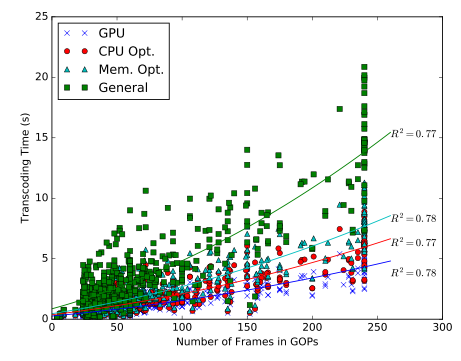 25
20
15
10
5
0
0 50 100 150 200 250 300
Transcoding Time (s)
Number of Frames in GOPs
GPU
CPU Opt.
Mem. Opt.
General
R² = 0.77
R² = 0.78
R² = 0.77
R² = 0.78